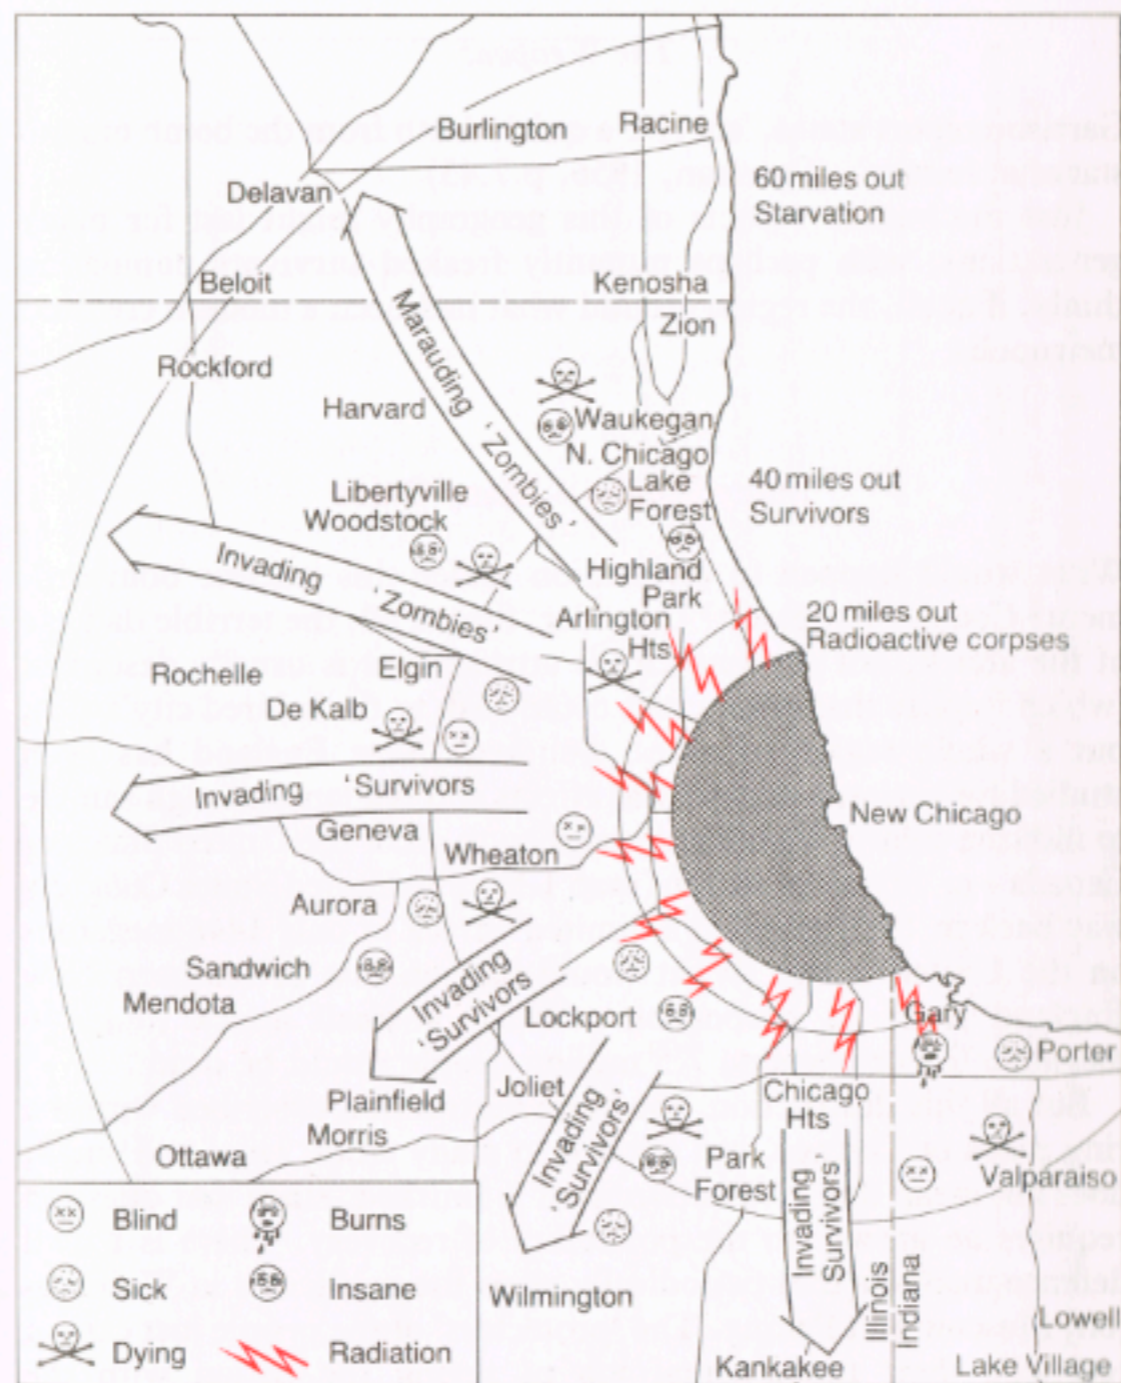 Burlington
Racine
Delavan
60 miles out
Starvation
Beloit
Kenosha
Zion
Rockford
Marauding 'Zombies'
Harvard
Waukegan
N. Chicago
Lake
Forest
40 miles out
Survivors
Libertyville
Woodstock
Invading 'Zombies'
Highland
Park
Arlington
Hts
20 miles out
Radioactive corpses
Rochelle
Elgin
De Kalb
Invading 'Survivors
New Chicago
Geneva
Wheaton
Aurora
Sandwich
Mendota
Invading
'Survivors
Lockport
Gary
Porter
Joliet
Plainfield
Chicago
Hts
Morris
Invading
'Survivors'
Ottawa
Park
Forest
Valparaiso
Invading
'Survivors'
Illinois
Indiana
Wilmington
Lowell
Kankakee
Lake Village
Blind
Burns
Sick
Insane
Dying
Radiation